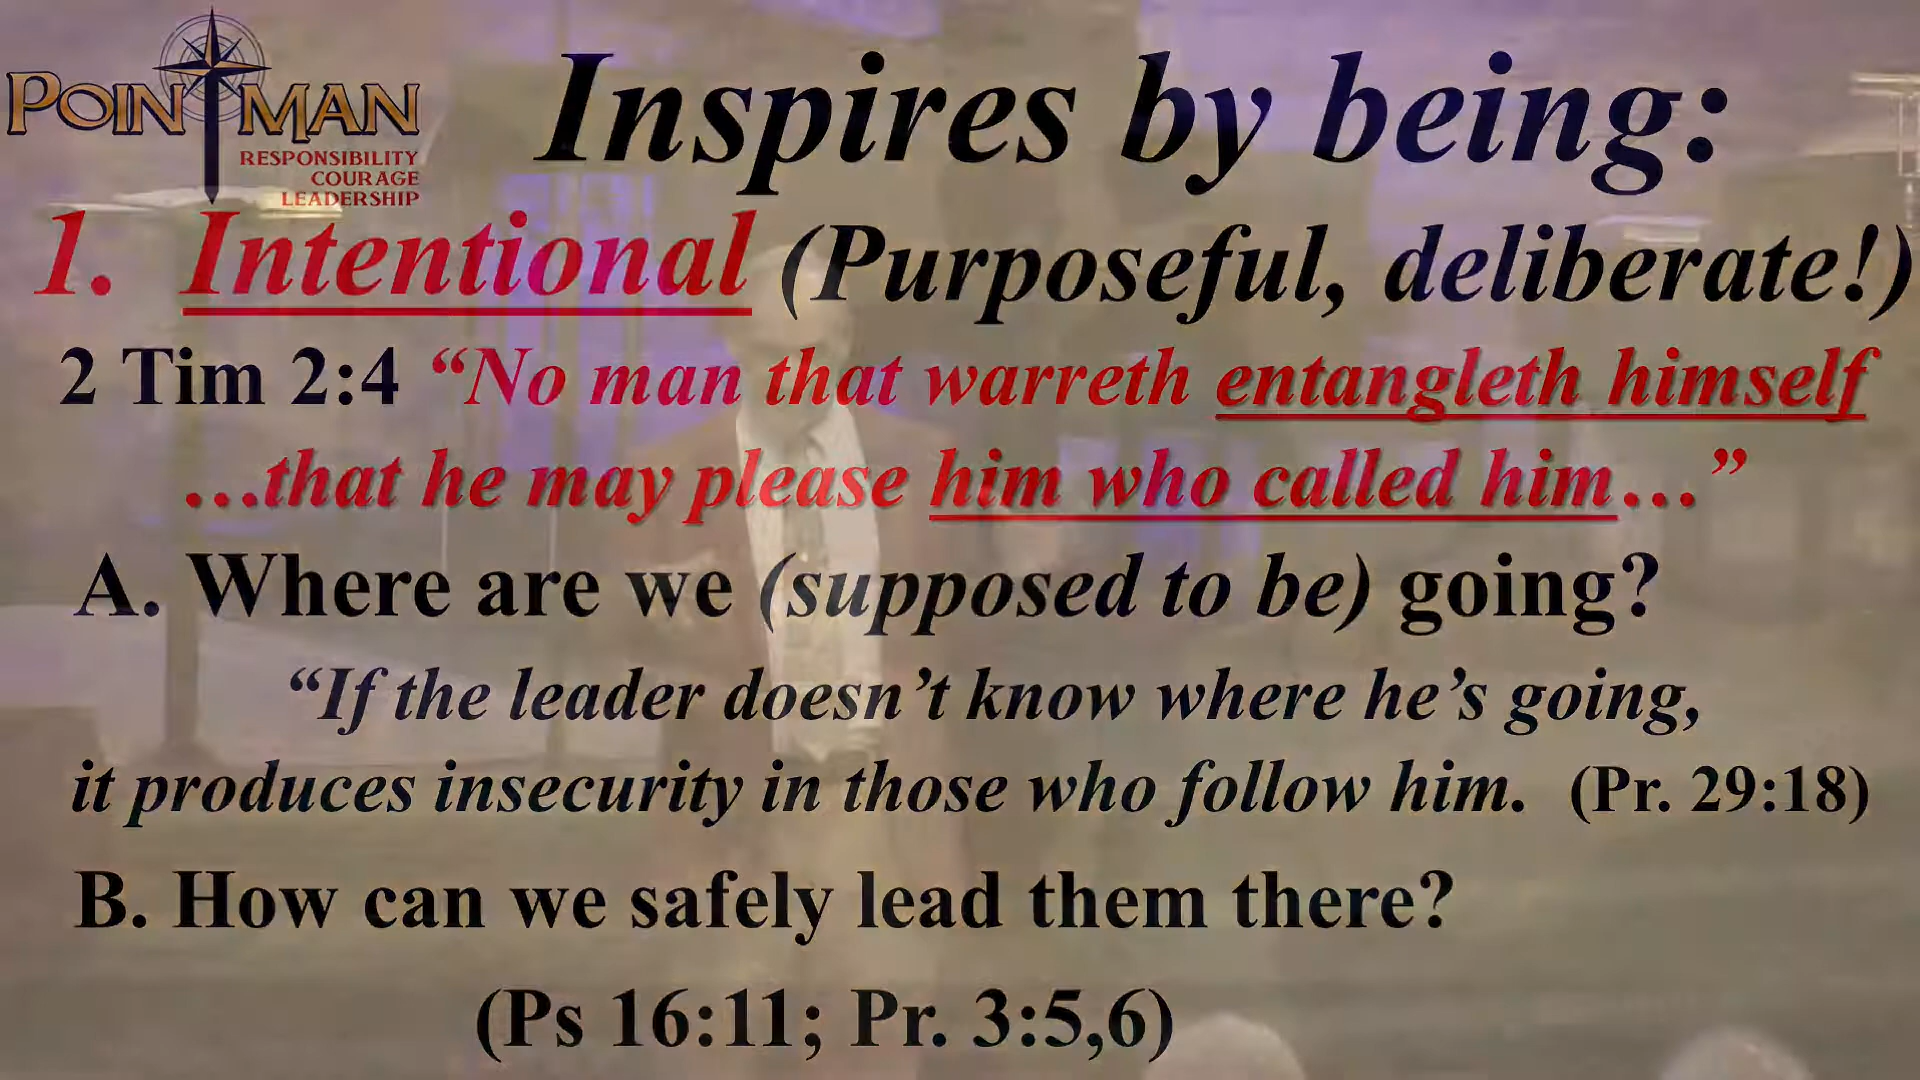 POINTMAN
RESPONSIBILITY
COURAGE
LEADERSHIP
Inspires by being:
1. Intentional (Purposeful, deliberate!)
2 Tim 2:4 “No man that warreth entangleth himself
…that he may please him who called him…”
A. Where are we (supposed to be) going?
“If the leader doesn’t know where he’s going,
it produces insecurity in those who follow him. (Pr. 29:18)
B. How can we safely lead them there?
(Ps 16:11; Pr. 3:5,6)